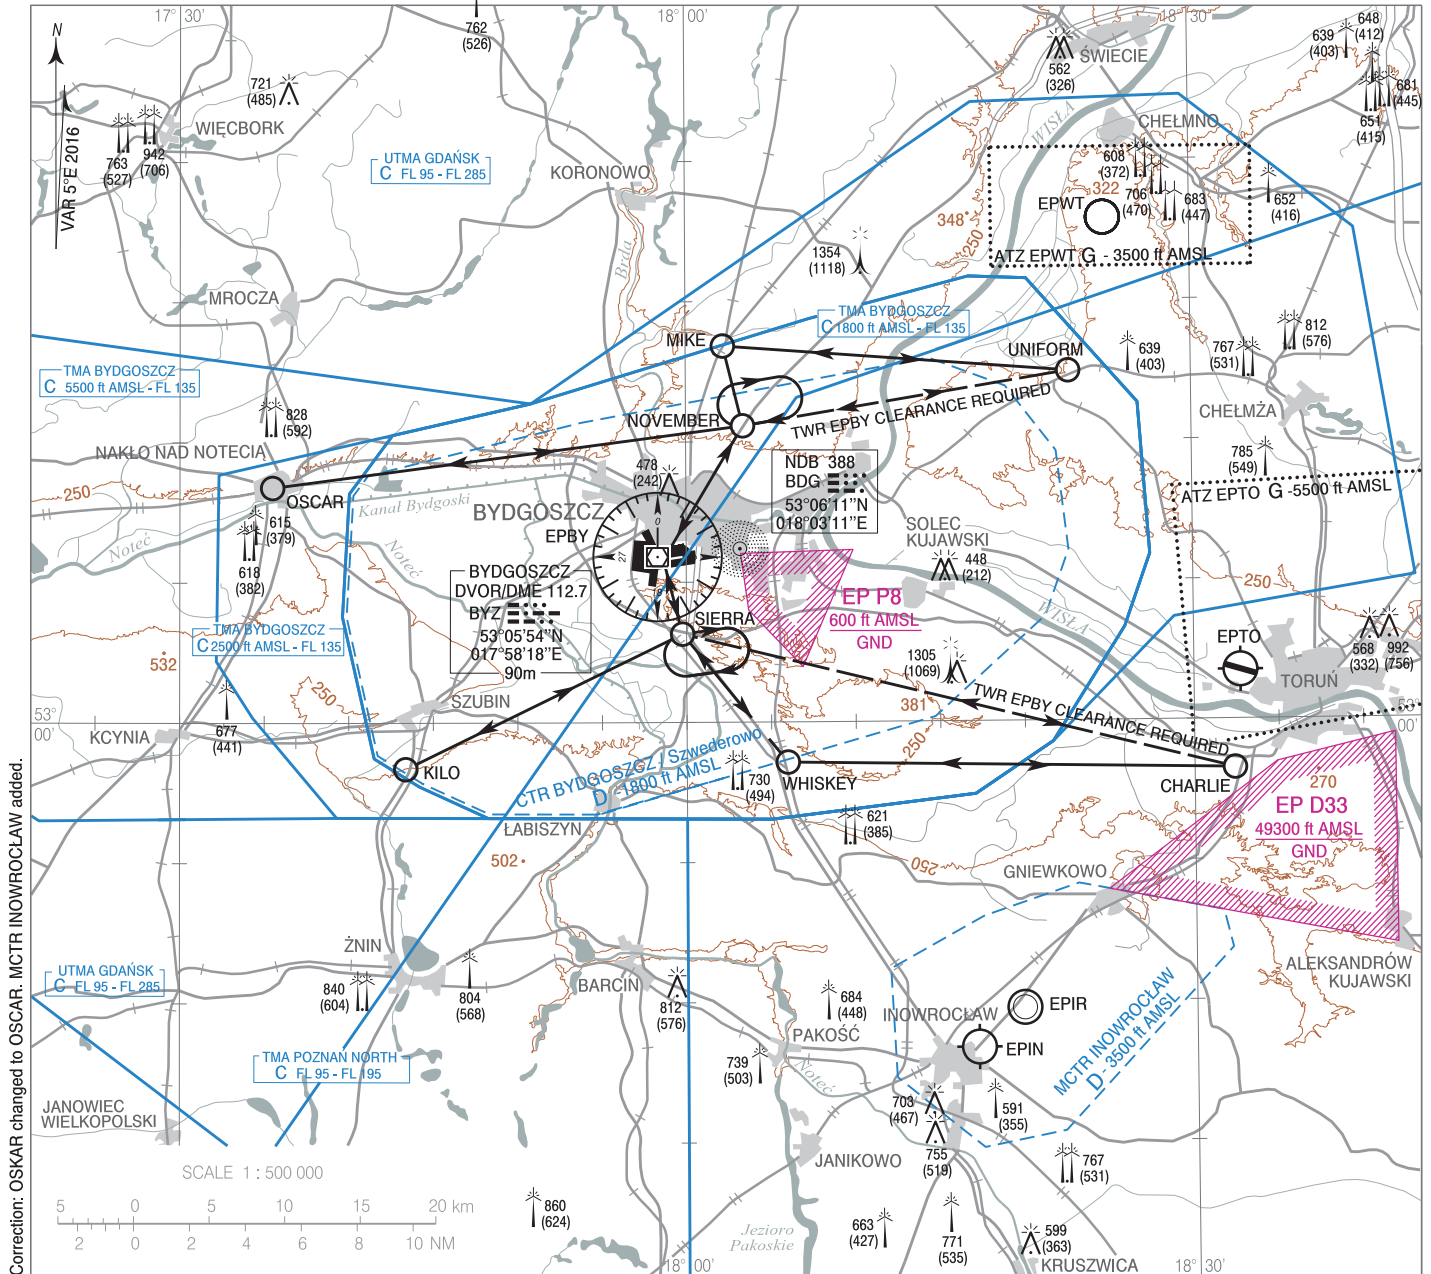 17° 30'
18° 00'
18° 30'
N
VAR 5°E 2016
762
(526)
721
(485)
WIĘCBORK
763
(527)
942
(706)
UTMA GDAŃSK
C FL 95 - FL 285
KORONOWO
Brda
562
(326)
ŚWIECIE
WISŁA
639
(403)
648
(412)
681
(445)
651
(415)
CHEŁMNO
608
(372)
322
706
(470)
683
(447)
652
(416)
EPWT
348
250
ATZ EPWT G - 3500 ft AMSL
1354
(1118)
MROCZA
TMA BYDGOSZCZ
C 1800 ft AMSL - FL 135
MIKE
UNIFORM
639
(403)
767
(531)
812
(576)
TMA BYDGOSZCZ
C 5500 ft AMSL - FL 135
828
(592)
NAKŁO NAD NOTECIĄ
NOVEMBER
TWR EPBY CLEARANCE REQUIRED
CHEŁMŻA
785
(549)
250
OSCAR
Kanał Bydgoski
478
(242)
NDB 388
BDG
53°06'11"N
018°03'11"E
ATZ EPTO G -5500 ft AMSL
615
(379)
618
(382)
Noteć
Noteć
BYDGOSZCZ
EPBY
0
27
SOLEC
KUJAWSKI
448
(212)
BYDGOSZCZ
DVOR/DME 112.7
BYZ
53°05'54"N
017°58'18"E
90m
SIERRA
EP P8
600 ft AMSL
GND
WISŁA
250
EPTO
568
(332)
992
(756)
TORUŃ
TMA BYDGOSZCZ
C 2500 ft AMSL - FL 135
532
1305
(1069)
381
250
TWR EPBY CLEARANCE REQUIRED
677
(441)
250
SZUBIN
53°
00'
53°
00'
KCYNIA
KILO
CTR BYDGOSZCZ / Szwederowo
D -1800 ft AMSL
730
(494)
WHISKEY
CHARLIE
270
EP D33
49300 ft AMSL
GND
621
(385)
ŁABISZYN
502
250
GNIEWKOWO
ŻNIN
840
(604)
804
(568)
BARCIN
812
(576)
684
(448)
INOWROCŁAW
EPIR
EPIN
ALEKSANDRÓW
KUJAWSKI
MCTR INOWROCŁAW
D - 3500 ft AMSL
UTMA GDAŃSK
C FL 95 - FL 285
TMA POZNAŃ NORTH
C FL 95 - FL 195
PAKOŚĆ
739
(503)
Noteć
703
(467)
591
(355)
755
(519)
JANOWIEC
WIELKOPOLSKI
JANIKOWO
767
(531)
SCALE 1 : 500 000
5 0 5 10 15 20 km
2 0 2 4 6 8 10 NM
860
(624)
Jezioro
Pakoskie
663
(427)
771
(535)
599
(363)
KRUSZWICA
18° 00'
18° 30'
Correction: OSKAR changed to OSCAR. MCTR INOWROCŁAW added.